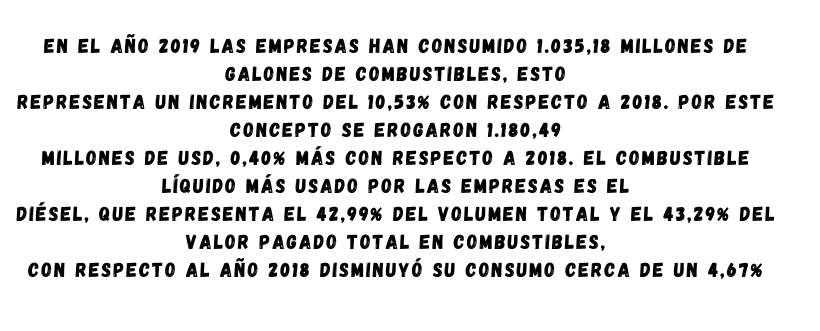 EN EL AÑO 2019 LAS EMPRESAS HAN CONSUMIDO 1.035,18 MILLONES DE
GALONES DE COMBUSTIBLES, ESTO
REPRESENTA UN INCREMENTO DEL 10,53% CON RESPECTO A 2018. POR ESTE
CONCEPTO SE EROGARON 1.180,49
MILLONES DE USD, 0,40% MÁS CON RESPECTO A 2018. EL COMBUSTIBLE
LÍQUIDO MÁS USADO POR LAS EMPRESAS ES EL
DIÉSEL, QUE REPRESENTA EL 42,99% DEL VOLUMEN TOTAL Y EL 43,29% DEL
VALOR PAGADO TOTAL EN COMBUSTIBLES,
CON RESPECTO AL AÑO 2018 DISMINUYÓ SU CONSUMO CERCA DE UN 4,67%